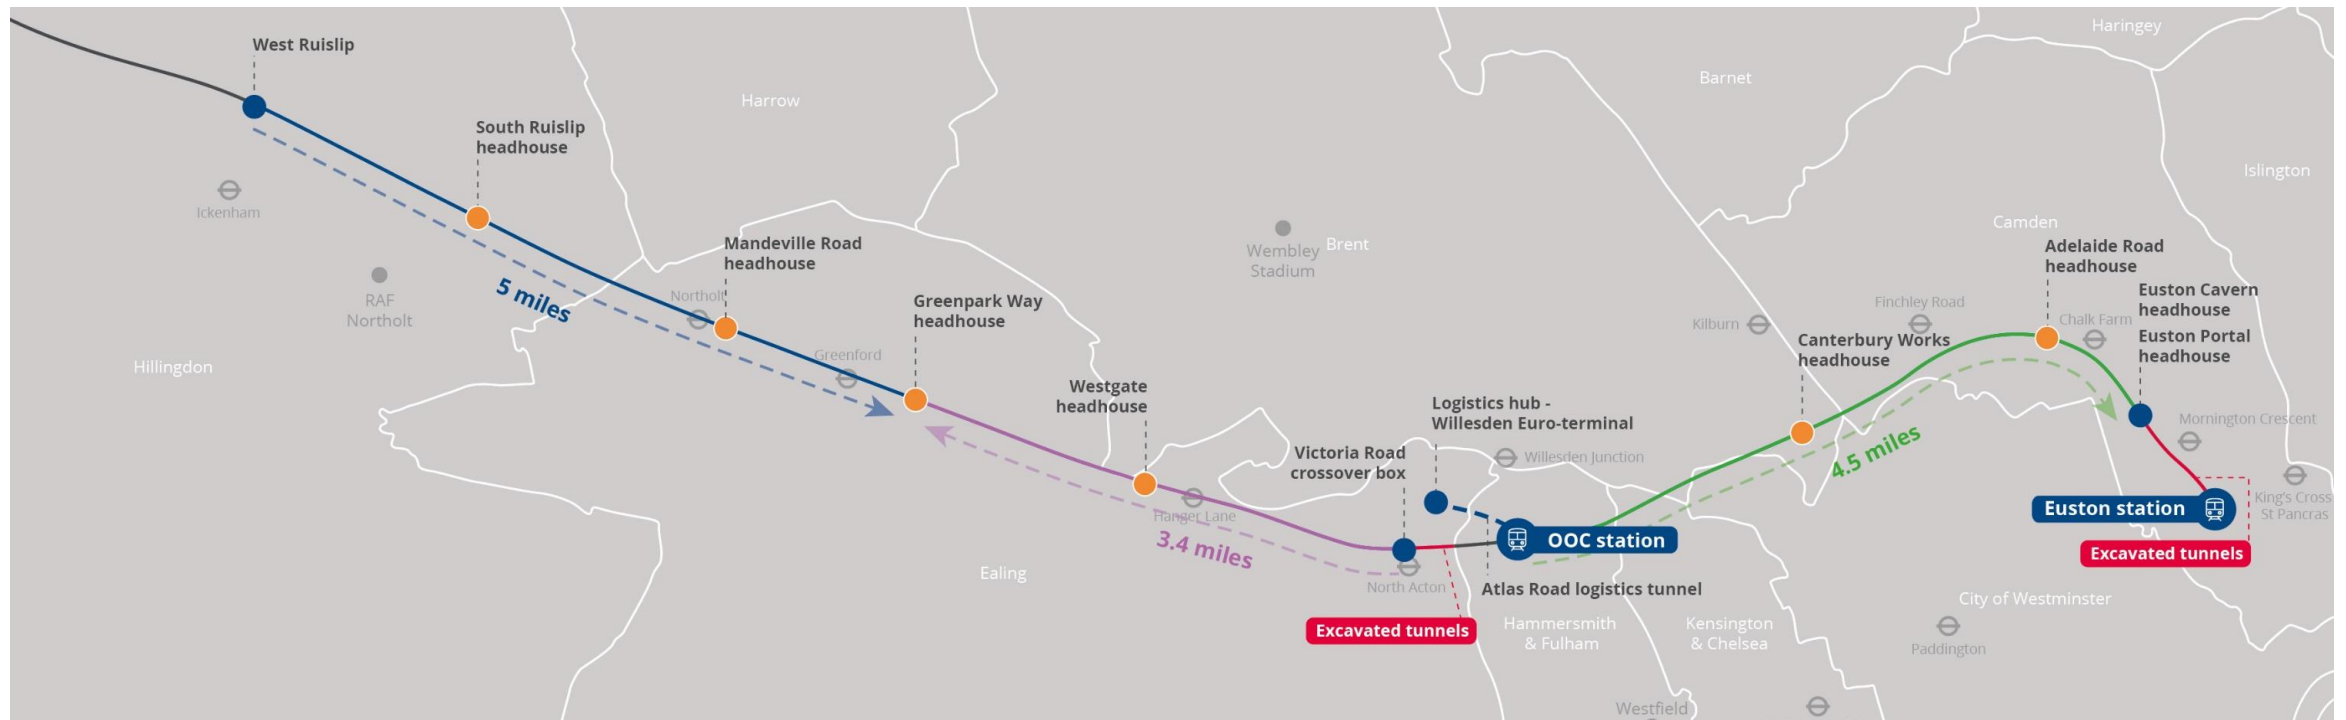 West Ruislip
South Ruislip
headhouse
Mandeville Road
headhouse
Greenpark Way
headhouse
Westgate
headhouse
Victoria Road
crossover box
Logistics hub -
Willesden Euro-terminal
Canterbury Works
headhouse
Adelaide Road
headhouse
Euston Cavern
headhouse
Euston Portal
headhouse
Euston station
Excavated tunnels
OOC station
Atlas Road logistics tunnel
Excavated tunnels
5 miles
3.4 miles
4.5 miles
Ickenham
RAF
Northolt
Hillingdon
Harrow
Northolt
Greenford
Hanger Lane
Ealing
North Acton
Wembley
Stadium
Brent
Willesden Junction
Hammersmith
& Fulham
Kensington
& Chelsea
Westfield
Barnet
Haringey
Islington
Camden
Kilburn
Finchley Road
Chalk Farm
Mornington Crescent
King's Cross
St Pancras
City of Westminster
Paddington